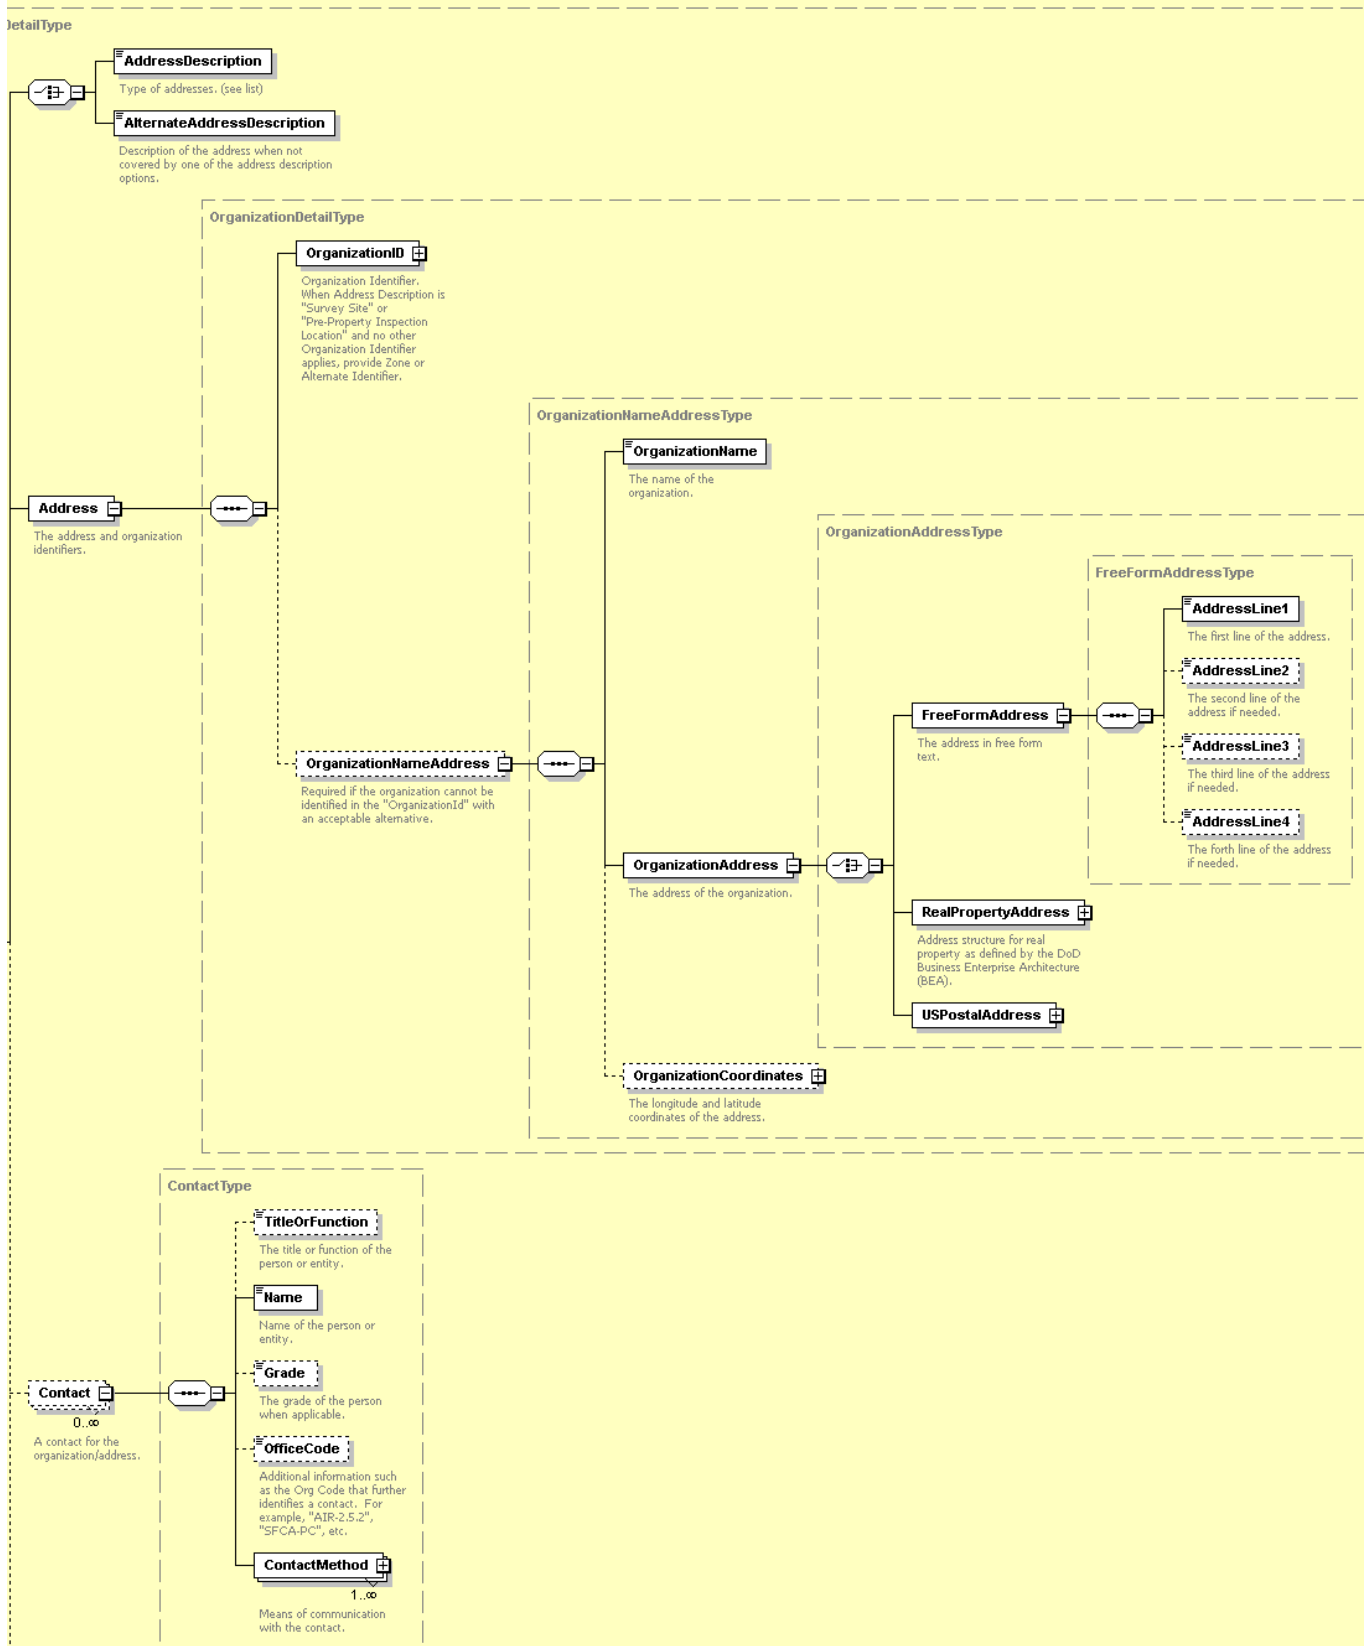 DetailType
AddressDescription
Type of addresses. (see list)
AlternateAddressDescription
Description of the address when not
covered by one of the address description
options.
OrganizationDetailType
OrganizationID
Organization Identifier.
When Address Description is
"Survey Site" or
"Pre-Property Inspection
Location" and no other
Organization Identifier
applies, provide Zone or
Alternate Identifier.
OrganizationNameAddressType
OrganizationName
The name of the
organization.
Address
The address and organization
identifiers.
OrganizationAddressType
FreeFormAddressType
AddressLine1
The first line of the address.
AddressLine2
The second line of the
address if needed.
FreeFormAddress
The address in free form
text.
AddressLine3
The third line of the address
if needed.
AddressLine4
The forth line of the address
if needed.
OrganizationNameAddress
Required if the organization cannot be
identified in the "OrganizationId" with
an acceptable alternative.
OrganizationAddress
The address of the organization.
RealPropertyAddress
Address structure for real
property as defined by the DoD
Business Enterprise Architecture
(BEA).
USPostalAddress
OrganizationCoordinates
The longitude and latitude
coordinates of the address.
ContactType
TitleOrFunction
The title or function of the
person or entity.
Name
Name of the person or
entity.
Grade
The grade of the person
when applicable.
Contact
0..∞
A contact for the
organization/address.
OfficeCode
Additional information such
as the Org Code that further
identifies a contact. For
example, "AIR-2.5.2",
"SFCA-PC", etc.
ContactMethod
1..∞
Means of communication
with the contact.